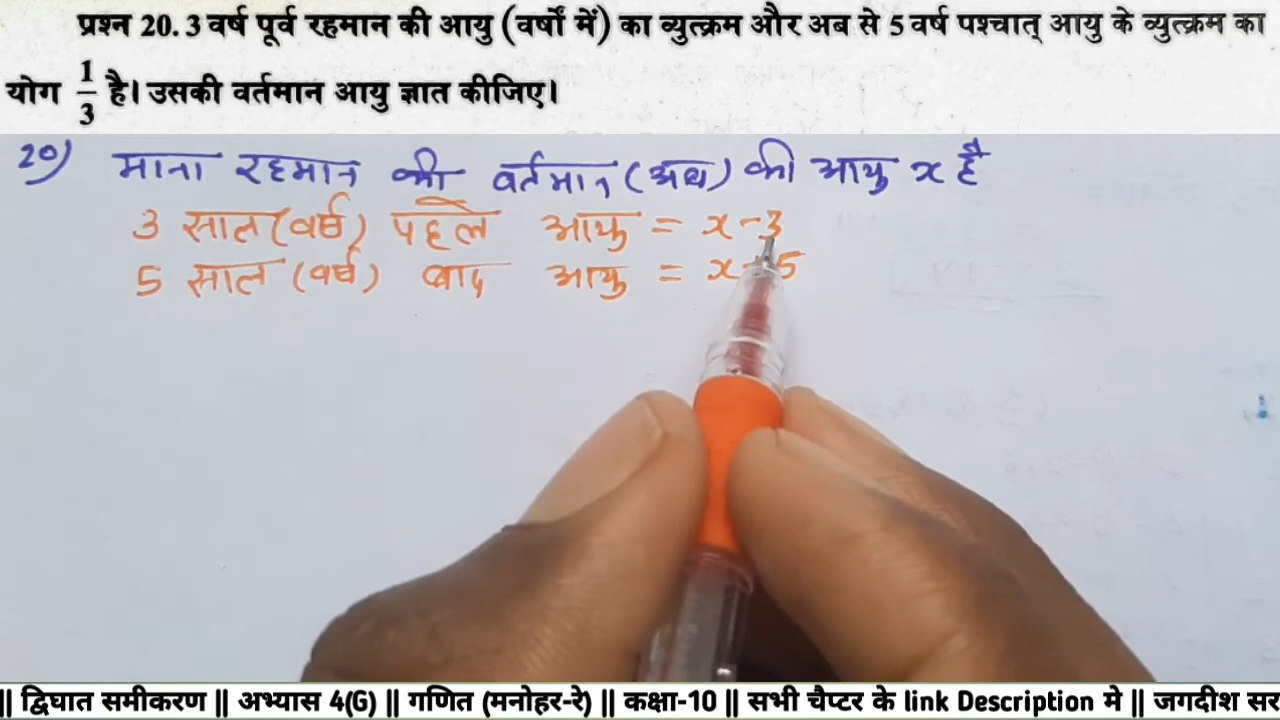 प्रश्न 20. 3 वर्ष पूर्व रहमान की आयु (वर्षों में) का व्युत्क्रम और अब से 5 वर्ष पश्चात् आयु के व्युत्क्रम का
योग 1/3 है। उसकी वर्तमान आयु ज्ञात कीजिए।
20) माना रहमान की वर्तमान (अब) की आयु x है
3 साल (वर्ष) पहले आयु = x - 3
5 साल (वर्ष) बाद आयु = x + 5
|| द्विघात समीकरण || अभ्यास 4(G) || गणित (मनोहर-रे) || कक्षा-10 || सभी चैप्टर के link Description मे || जगदीश सर